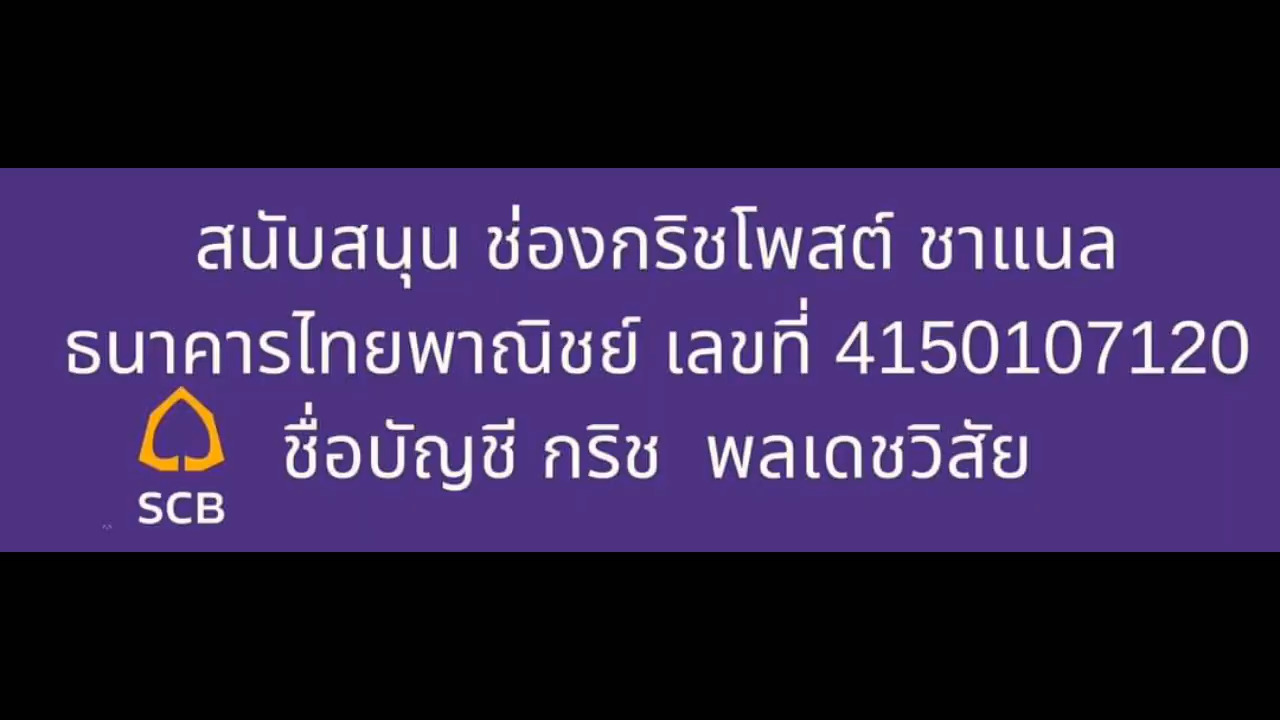 สนับสนุน ช่องกริชโพสต์ ชาแนล
ธนาคารไทยพาณิชย์ เลขที่ 4150107120
ชื่อบัญชี กริช พลเดชวิสัย
SCB